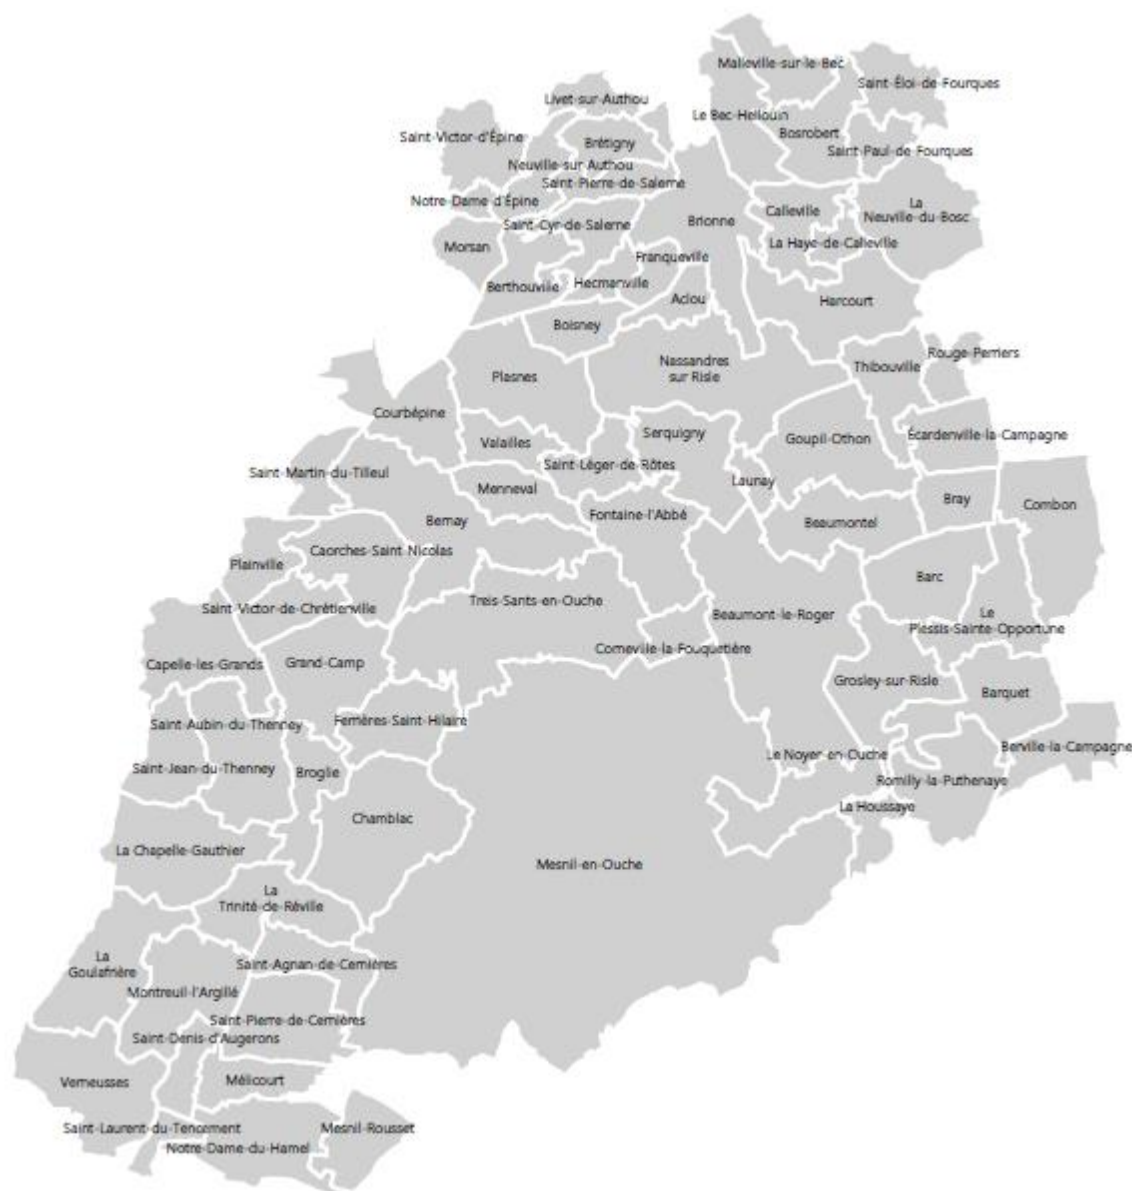 Malleville-sur-le-Bec
Saint-Éloi-de-Fourques
Livet-sur-Authou
Le Bec-Hellouin
Saint-Victor-d'Épine
Brétigny
Bosrobert
Saint-Paul-de-Fourques
Neuville-sur Authou
Saint-Pierre-de-Salerne
Notre-Dame-d'Épine
Calleville
La
Neuville-du-Bosc
Saint-Cyr-de-Salerne
Brionne
Morsan
La Haye-de-Calleville
Franqueville
Berthouville
Hecmanville
Aclou
Harcourt
Boisney
Rouge-Perriers
Nassandres
sur Risle
Thibouville
Plasnes
Courbépine
Valailles
Serquigny
Goupil-Othon
Écardenville-la-Campagne
Saint-Martin-du-Tilleul
Saint-Léger-de-Rôtes
Launay
Menneval
Bray
Combon
Fontaine-l'Abbé
Beaumontel
Bernay
Caorches-Saint-Nicolas
Plainville
Barc
Treis-Sants-en-Ouche
Saint-Victor-de-Chrétienville
Beaumont-le-Roger
Le
Plessis-Sainte-Opportune
Corneville-la-Fouquetière
Capelle-les-Grands
Grand-Camp
Grosley-sur-Risle
Barquet
Saint-Aubin-du-Thenney
Ferrières-Saint-Hilaire
Berville-la-Campagne
Le Noyer-en-Ouche
Saint-Jean-du-Thenney
Broglie
Romilly-la-Puthenaye
La Houssaye
Chamblac
La Chapelle-Gauthier
Mesnil-en-Ouche
La
Trinité-de-Réville
La
Goulafrière
Saint-Agnan-de-Cernières
Montreuil-l'Argillé
Saint-Pierre-de-Cernières
Saint-Denis-d'Augerons
Verneusses
Mélicourt
Saint-Laurent-du-Tencement
Mesnil-Rousset
Notre-Dame-du-Hamel